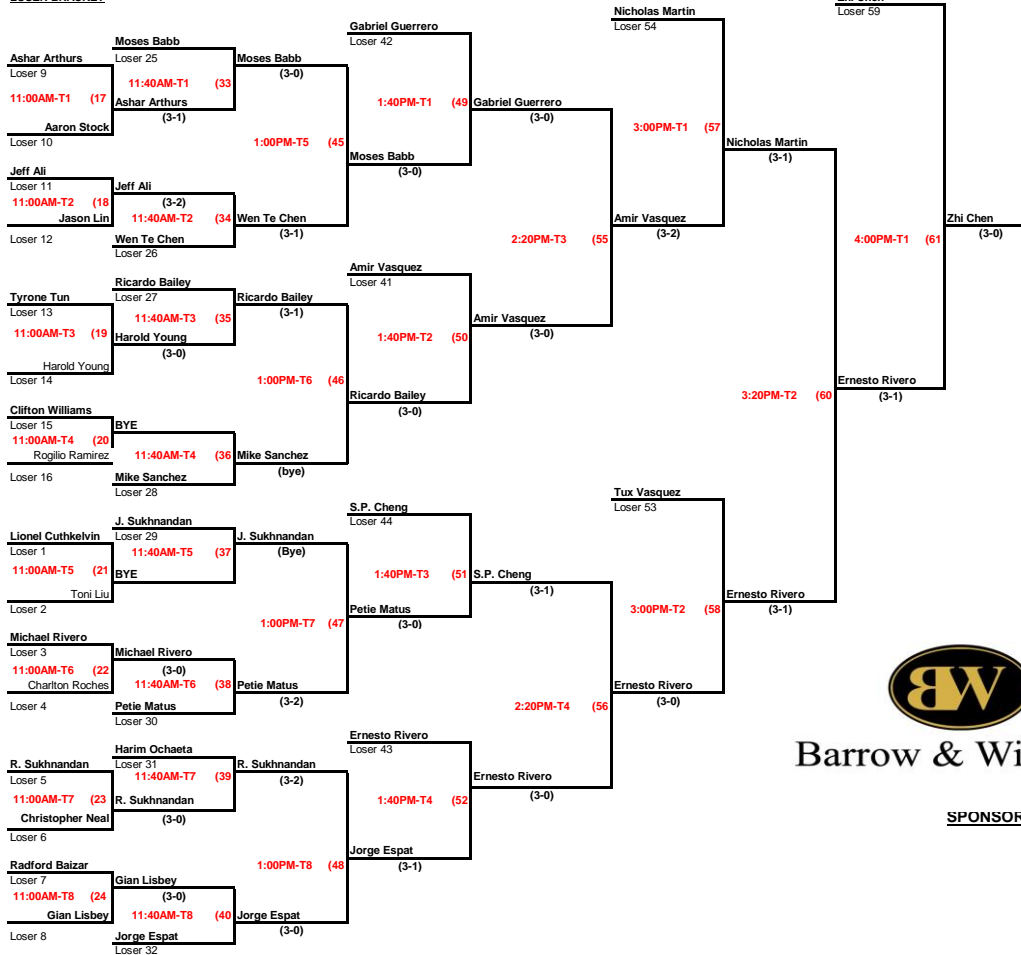 Nicholas Martin
Loser 54
Loser 59
Gabriel Guerrero
Loser 42
Moses Babb
Loser 25
Moses Babb
(3-0)
Ashar Arthurs
Loser 9
11:40AM-T1 (33
11:00AM-T1 (17
Ashar Arthurs
(3-1)
1:40PM-T1 (49
Gabriel Guerrero
(3-0)
Aaron Stock
Loser 10
3:00PM-T1 (57
1:00PM-T5 (45
Nicholas Martin
(3-1)
Moses Babb
(3-0)
Jeff Ali
Loser 11
11:00AM-T2 (18
Jeff Ali
(3-2)
Jason Lin
11:40AM-T2 (34
Wen Te Chen
(3-1)
Amir Vasquez
(3-2)
Zhi Chen
(3-0)
Loser 12
Wen Te Chen
Loser 26
2:20PM-T3 (55
4:00PM-T1 (61
Amir Vasquez
Loser 41
Ricardo Bailey
Loser 27
Tyrone Tun
Loser 13
Ricardo Bailey
(3-1)
11:40AM-T3 (35
Amir Vasquez
(3-0)
11:00AM-T3 (19
Harold Young
(3-0)
1:40PM-T2 (50
Harold Young
Loser 14
1:00PM-T6 (46
Ernesto Rivero
(3-1)
Ricardo Bailey
(3-0)
3:20PM-T2 (60
Clifton Williams
Loser 15
BYE
11:00AM-T4 (20
Rogilio Ramirez
11:40AM-T4 (36
Mike Sanchez
(bye)
Loser 16
Mike Sanchez
Loser 28
Tux Vasquez
Loser 53
S.P. Cheng
Loser 44
J. Sukhnandan
Loser 29
Lionel Cuthkelvin
Loser 1
J. Sukhnandan
(Bye)
11:40AM-T5 (37
11:00AM-T5 (21
BYE
1:40PM-T3 (51
S.P. Cheng
(3-1)
Toni Liu
Loser 2
Ernesto Rivero
(3-1)
3:00PM-T2 (58
Petie Matus
(3-0)
1:00PM-T7 (47
Michael Rivero
Loser 3
Michael Rivero
(3-0)
11:00AM-T6 (22
Charlton Roches
11:40AM-T6 (38
Petie Matus
(3-2)
Ernesto Rivero
(3-0)
Loser 4
Petie Matus
Loser 30
2:20PM-T4 (56
BW
Ernesto Rivero
Loser 43
Barrow & Wi
Harim Ochaeta
Loser 31
R. Sukhnandan
Loser 5
R. Sukhnandan
(3-2)
11:40AM-T7 (39
Ernesto Rivero
(3-0)
11:00AM-T7 (23
R. Sukhnandan
(3-0)
1:40PM-T4 (52
Christopher Neal
Loser 6
SPONSOR
Jorge Espat
(3-1)
1:00PM-T8 (48
Radford Baizar
Loser 7
Gian Lisbey
(3-0)
11:00AM-T8 (24
Gian Lisbey
11:40AM-T8 (40
Jorge Espat
(3-0)
Loser 8
Jorge Espat
Loser 32